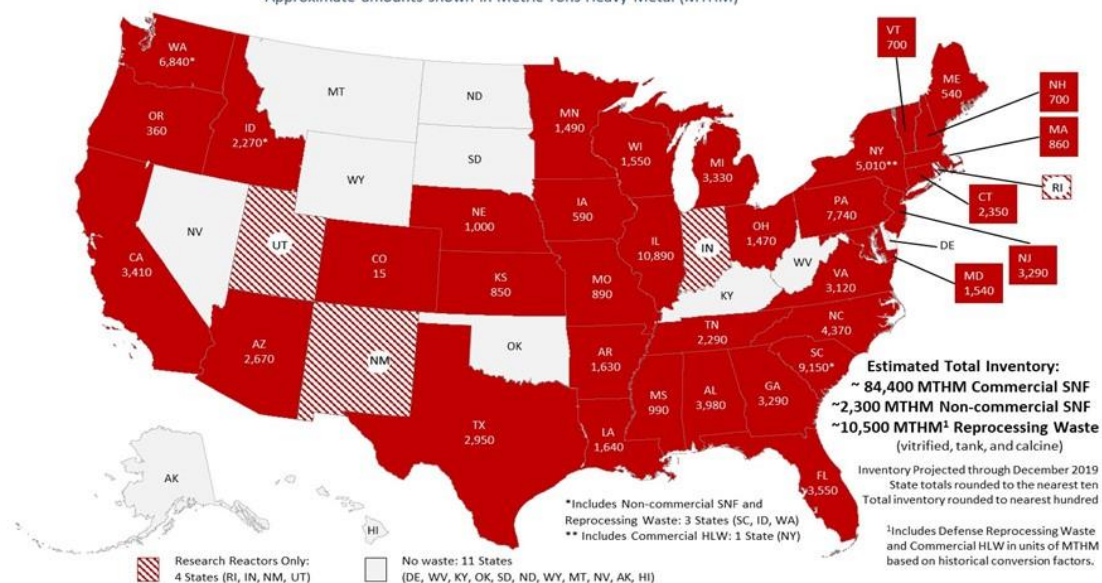 Approximate amounts shown in Metric Tons Heavy Metal (MTHM)
WA
6,840*
OR
360
ID
2,270*
MT
ND
SD
WY
NV
CA
3,410
UT
AZ
2,670
CO
15
NM
NE
1,000
KS
850
OK
TX
2,950
MN
1,490
IA
590
MO
890
AR
1,630
LA
1,640
WI
1,550
IL
10,890
MI
3,330
IN
OH
1,470
KY
WV
TN
2,290
MS
990
AL
3,980
GA
3,290
FL
3,550
SC
9,150*
NC
4,370
VA
3,120
PA
7,740
NY
5,010**
VT
700
ME
540
NH
700
MA
860
RI
CT
2,350
NJ
3,290
DE
MD
1,540
AK
HI
Estimated Total Inventory:
~ 84,400 MTHM Commercial SNF
~2,300 MTHM Non-commercial SNF
~10,500 MTHM¹ Reprocessing Waste
(vitrified, tank, and calcine)
Inventory Projected through December 2019
State totals rounded to the nearest ten
Total inventory rounded to nearest hundred
¹Includes Defense Reprocessing Waste
and Commercial HLW in units of MTHM
based on historical conversion factors.
*Includes Non-commercial SNF and
Reprocessing Waste: 3 States (SC, ID, WA)
** Includes Commercial HLW: 1 State (NY)
Research Reactors Only:
4 States (RI, IN, NM, UT)
No waste: 11 States
(DE, WV, KY, OK, SD, ND, WY, MT, NV, AK, HI)